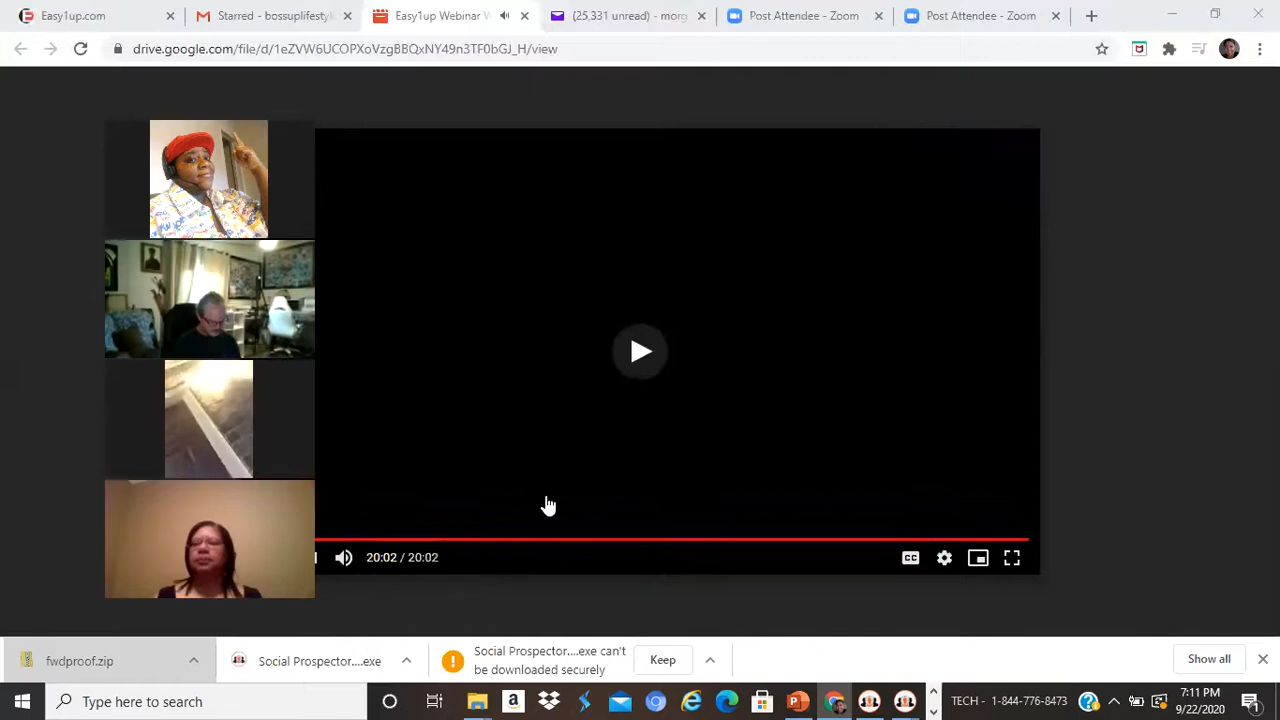 Easy1up.com
Starred - bossuplifesty
Easy1up Webinar W
(25,331 unread) - morg
Post Attendee - Zoom
Post Attendee - Zoom
drive.google.com/file/d/1eZVW6UCOPXoVzgBBQxNY49n3TF0bGJ_H/view
20:02 / 20:02
CC
fwdproof.zip
Social Prospector....exe
Social Prospector....exe can't
be downloaded securely
Keep
Show all
Type here to search
TECH - 1-844-776-8473
7:11 PM
9/22/2020